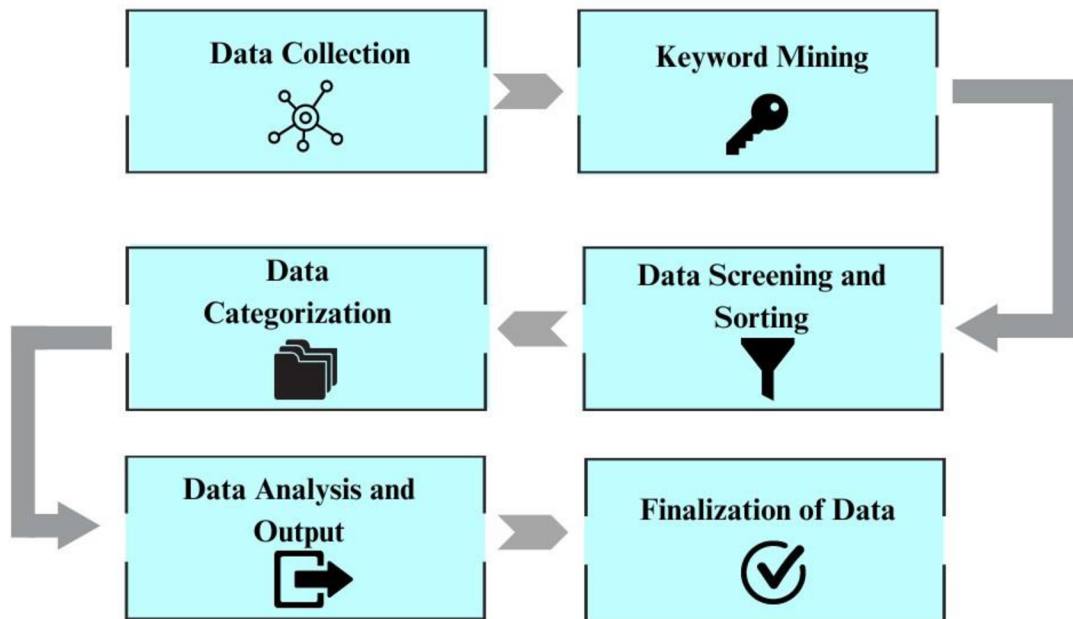 Data Collection
Keyword Mining
Data Screening and
Sorting
Data
Categorization
Data Analysis and
Output
Finalization of Data